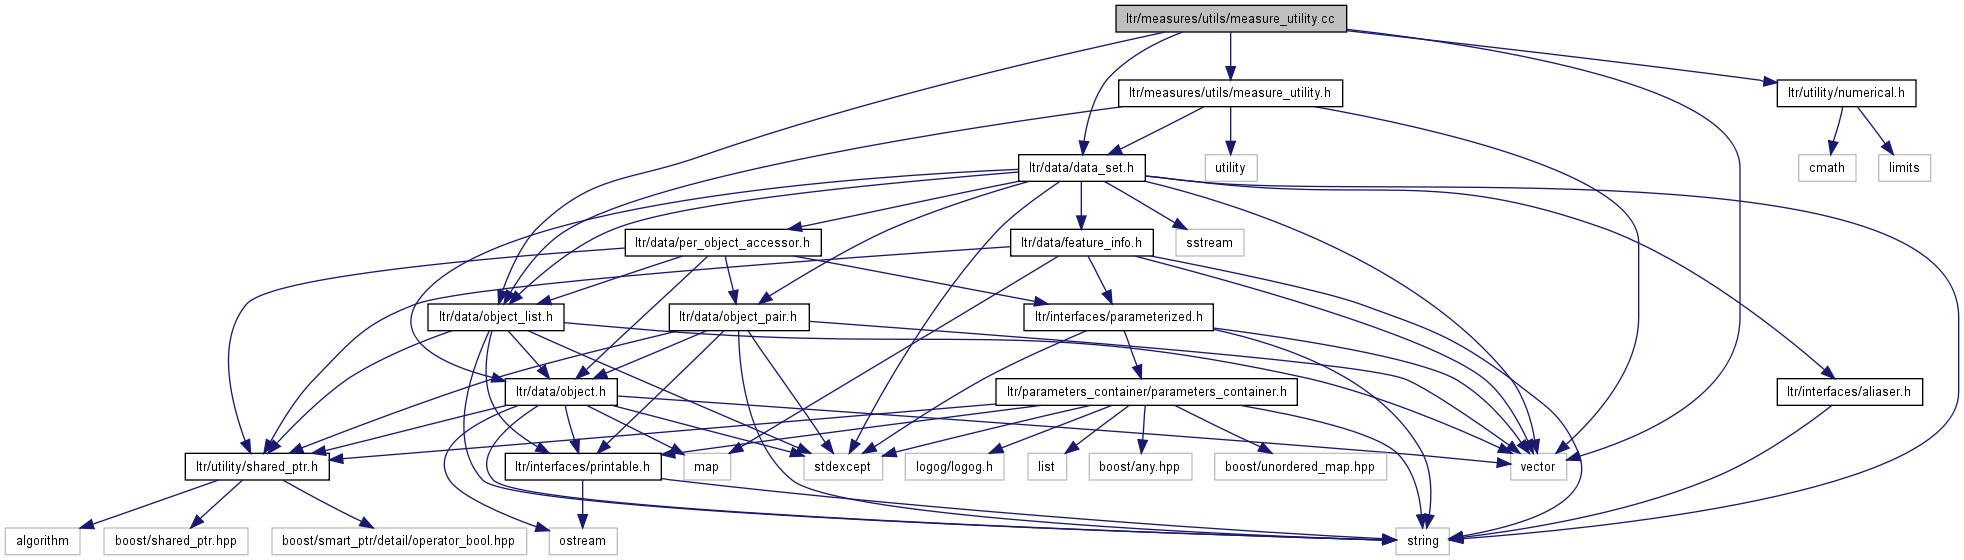 ltr/measures/utils/measure_utility.cc
ltr/measures/utils/measure_utility.h
ltr/utility/numerical.h
ltr/data/data_set.h
utility
cmath
limits
ltr/data/per_object_accessor.h
ltr/data/feature_info.h
sstream
ltr/data/object_list.h
ltr/data/object_pair.h
ltr/interfaces/parameterized.h
ltr/data/object.h
ltr/parameters_container/parameters_container.h
ltr/interfaces/aliaser.h
ltr/utility/shared_ptr.h
ltr/interfaces/printable.h
map
stdexcept
logog/logog.h
list
boost/any.hpp
boost/unordered_map.hpp
vector
algorithm
boost/shared_ptr.hpp
boost/smart_ptr/detail/operator_bool.hpp
ostream
string